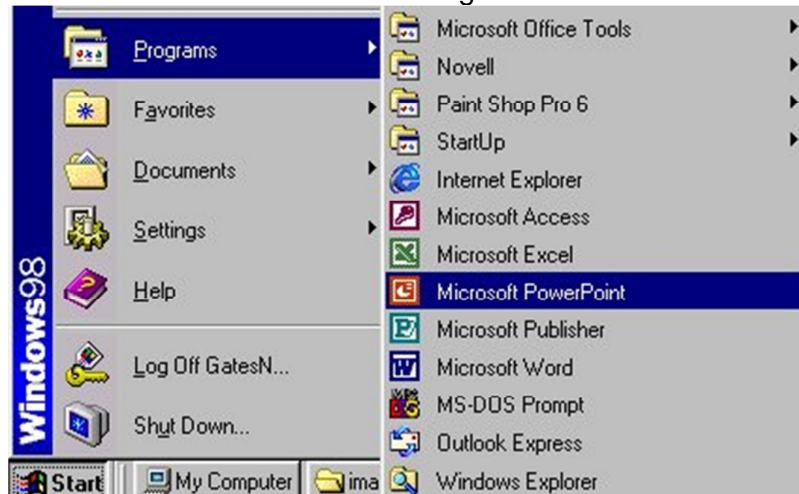 Programs
Favorites
Documents
Settings
Help
Log Off GatesN...
Shut Down...
Windows98
Microsoft Office Tools
Novell
Paint Shop Pro 6
StartUp
Internet Explorer
Microsoft Access
Microsoft Excel
Microsoft PowerPoint
Microsoft Publisher
Microsoft Word
MS-DOS Prompt
Outlook Express
Windows Explorer
Start My Computer ima